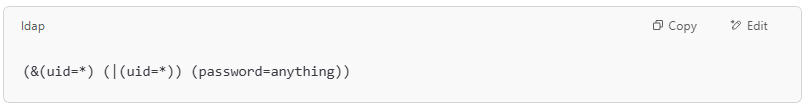 ldap
Copy
Edit
(&(uid=*) (|(uid=*)) (password=anything))